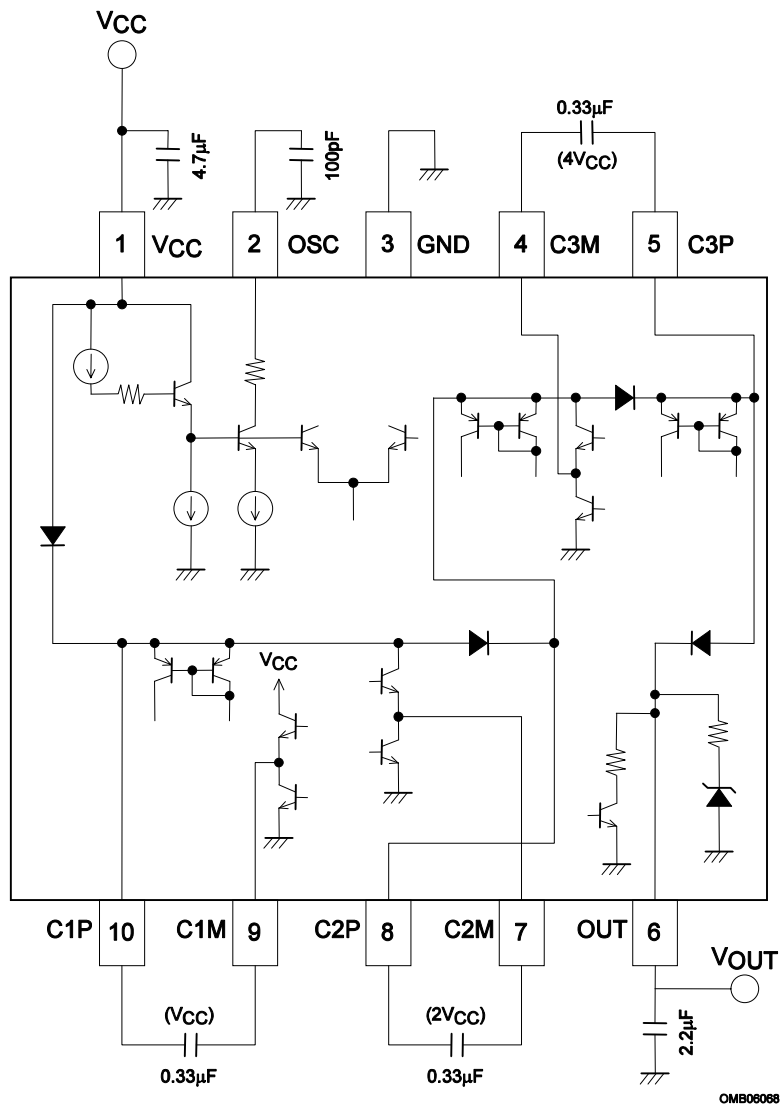 VCC
4.7μF
100pF
0.33μF
(4VCC)
1 VCC
2 OSC
3 GND
4 C3M
5 C3P
VCC
C1P 10
C1M 9
C2P 8
C2M 7
OUT 6
VOUT
(VCC)
0.33μF
(2VCC)
0.33μF
2.2μF
OMB06068